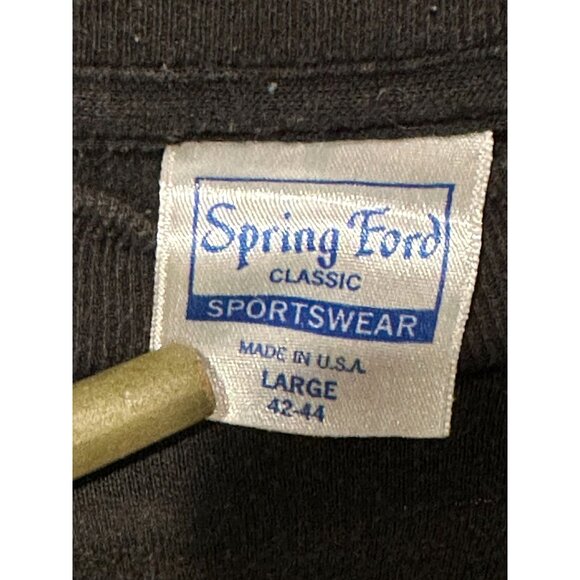 Spring Ford
CLASSIC
SPORTSWEAR
MADE IN U.S.A.
LARGE
42-44